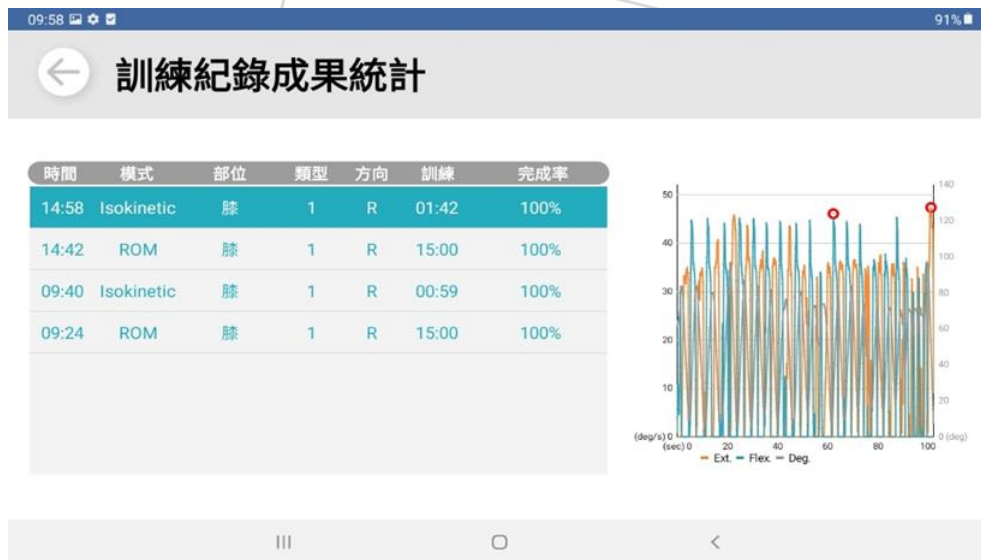 09:58 91%
訓練紀錄成果統計
時間 模式 部位 類型 方向 訓練 完成率
14:58 Isokinetic 膝 1 R 01:42 100%
14:42 ROM 膝 1 R 15:00 100%
09:40 Isokinetic 膝 1 R 00:59 100%
09:24 ROM 膝 1 R 15:00 100%
50 140
120
40
100
30 80
60
20
40
10
20
(deg/s) 0 0 (deg)
(sec) 0 20 40 60 80 100
Ext. Flex. Deg.